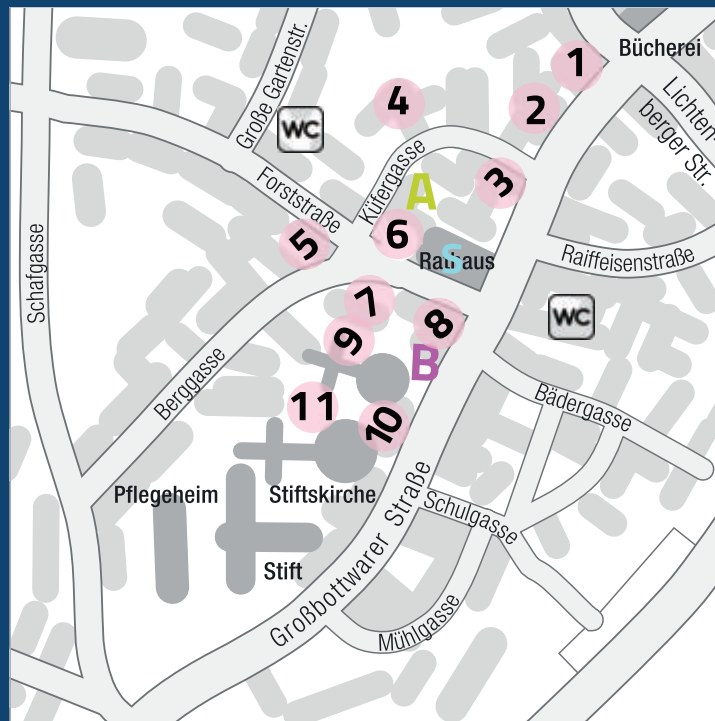 1
Bücherei
2
4
Große Gartenstr.
WC
Lichten-
berger Str.
Küfergasse
3
A
Forststraße
6
5
Rathaus
S
Raiffeisenstraße
Schafgasse
7
8
WC
9
B
Berggasse
11
10
Bädergasse
Pflegeheim
Stiftskirche
Schulgasse
Stift
Großbottwarer Straße
Mühlgasse